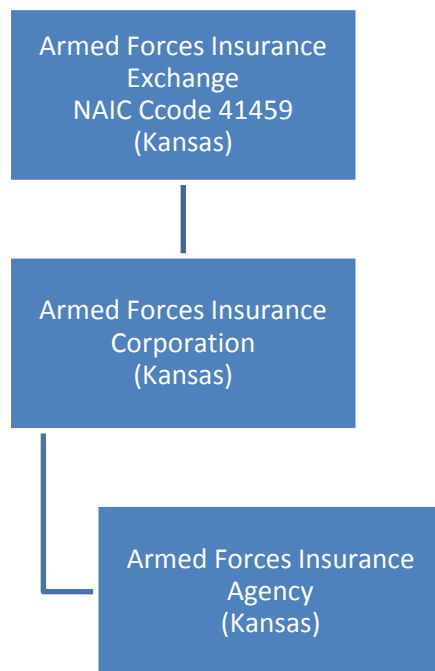 Armed Forces Insurance
Exchange
NAIC Ccode 41459
(Kansas)
Armed Forces Insurance
Corporation
(Kansas)
Armed Forces Insurance
Agency
(Kansas)